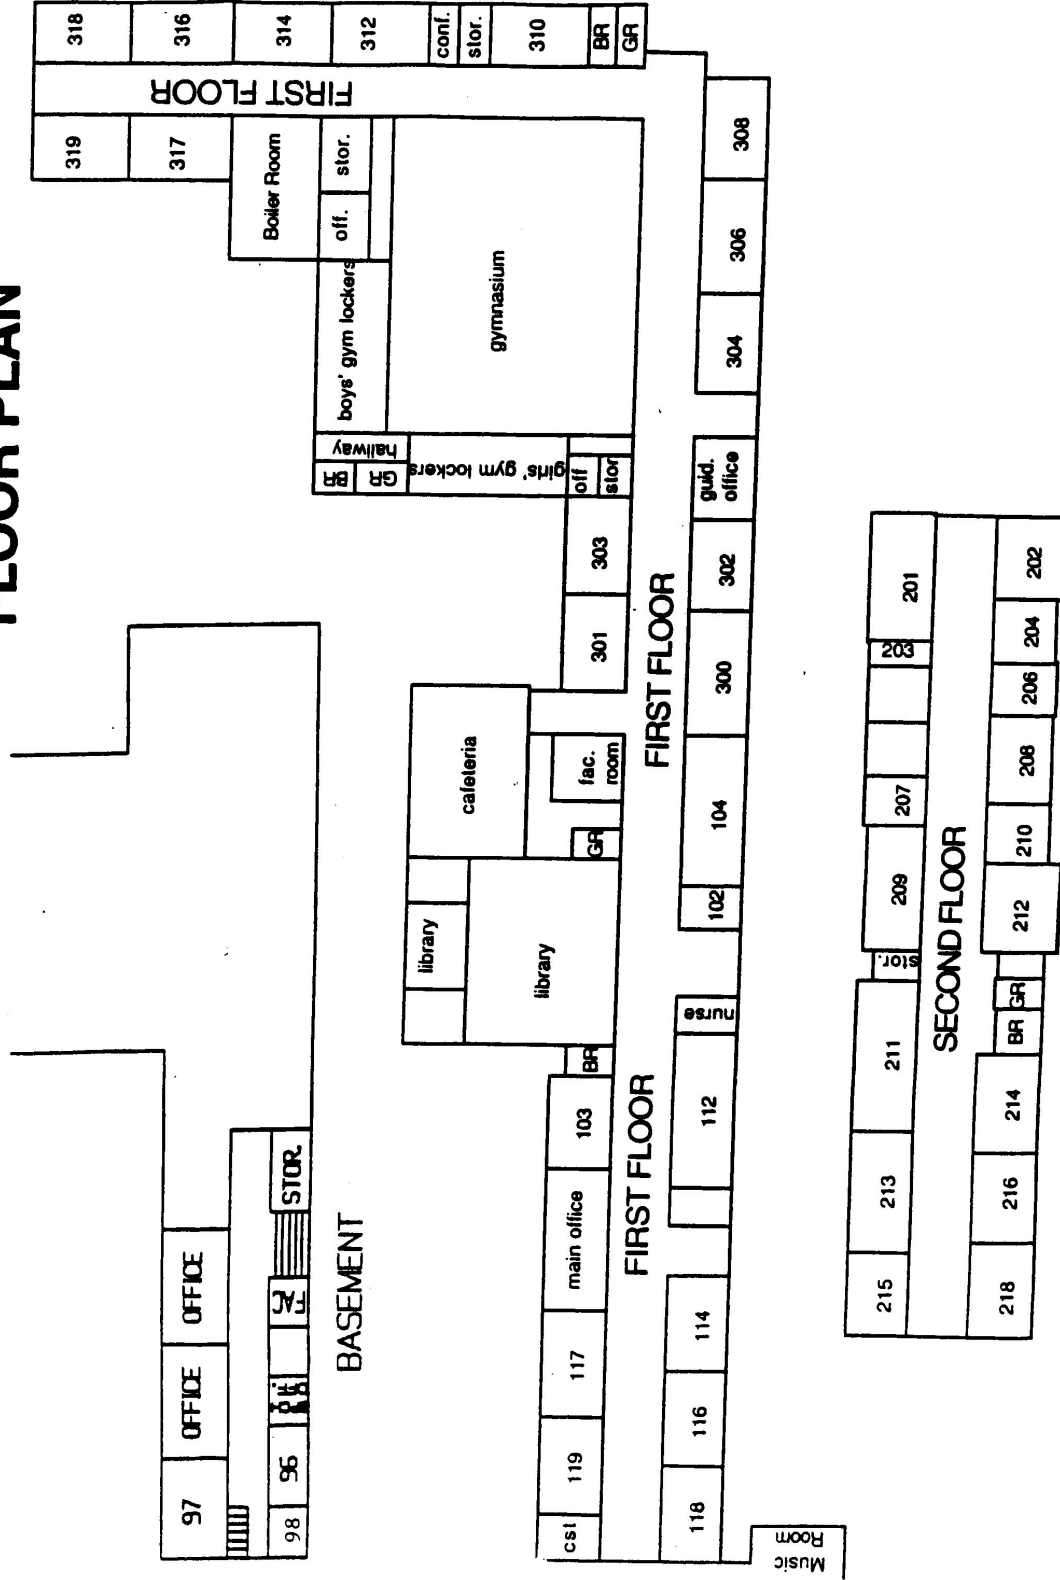 FLOOR PLAN
318
316
314
312
conf.
stor.
310
BR
GR
FIRST FLOOR
319
317
Boiler Room
off.
stor.
boys' gym lockers
gymnasium
308
306
304
hallway
BR
GR
girls' gym lockers
off
stor
guid.
office
303
302
301
300
FIRST FLOOR
cafeteria
fac.
room
104
GR
102
library
library
nurse
BR
103
112
FIRST FLOOR
main office
117
114
119
116
cst
118
Music
Room
OFFICE
OFFICE
97
STOR.
FAC
96
98
BASEMENT
201
203
207
209
stor.
211
213
215
SECOND FLOOR
202
204
206
208
210
212
GR
BR
214
216
218